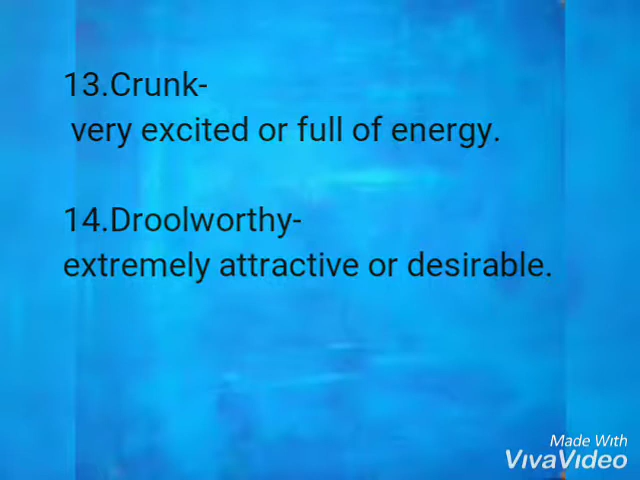 13.Crunk-
very excited or full of energy.
14.Droolworthy-
extremely attractive or desirable.
Made With
VivaVideo